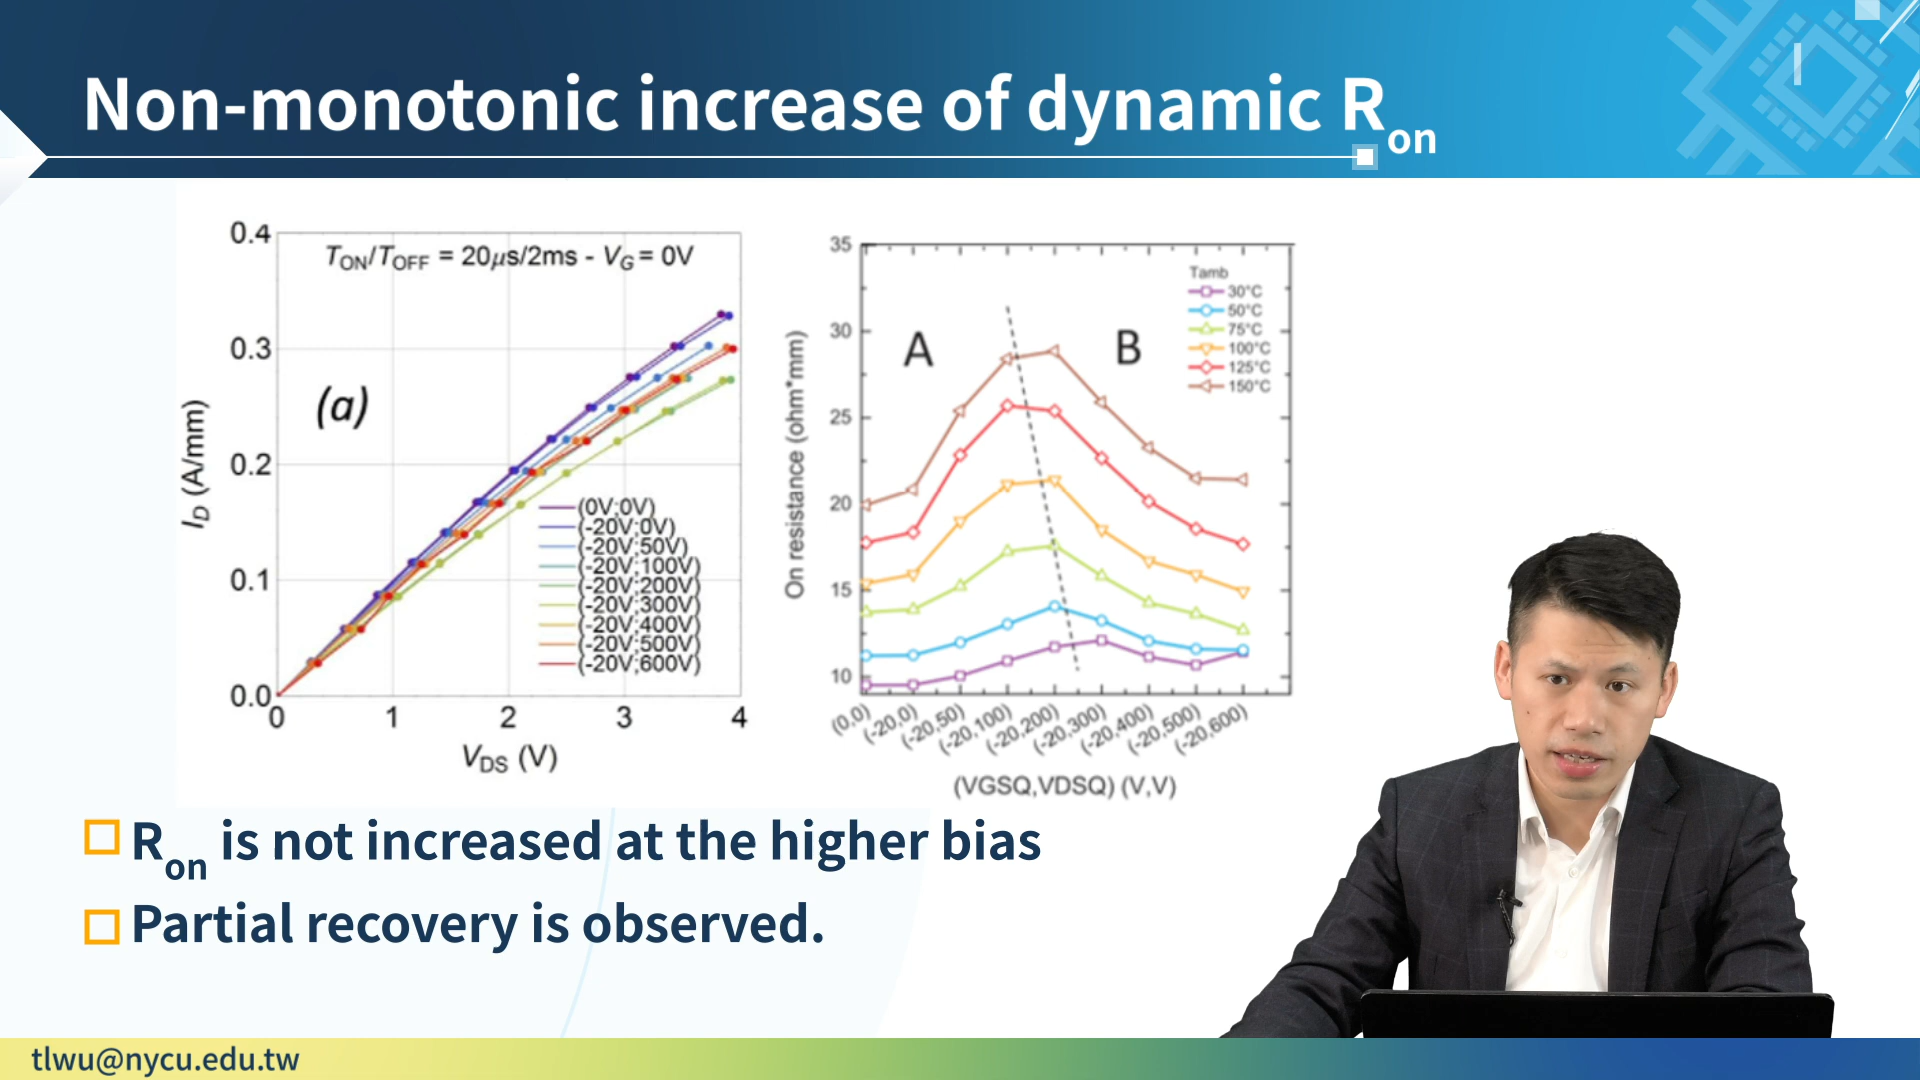 Non-monotonic increase of dynamic Ron
TON/TOFF = 20μs/2ms - VG = 0V
(a)
0.4
0.3
0.2
0.1
0.0
ID (A/mm)
0 1 2 3 4
VDS (V)
(0V;0V)
(-20V;0V)
(-20V;50V)
(-20V;100V)
(-20V;200V)
(-20V;300V)
(-20V;400V)
(-20V;500V)
(-20V;600V)
35
30
25
20
15
10
On resistance (ohm*mm)
A
B
Tamb
30°C
50°C
75°C
100°C
125°C
150°C
(0,0) (-20,0) (-20,50) (-20,100) (-20,200) (-20,300) (-20,400) (-20,500) (-20,600)
(VGSQ,VDSQ) (V,V)
Ron is not increased at the higher bias
Partial recovery is observed.
tlwu@nycu.edu.tw